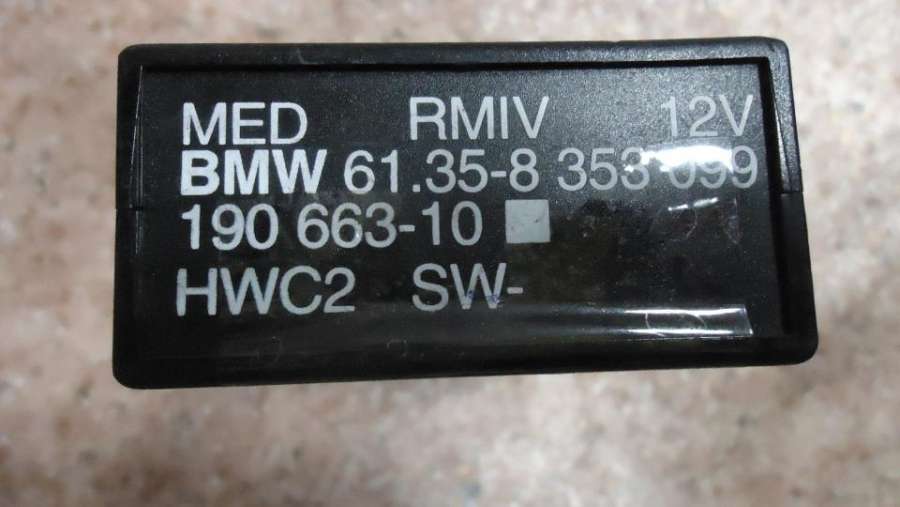 MED RMIV 12V
BMW 61.35-8 353 099
190 663-10
HWC2 SW-